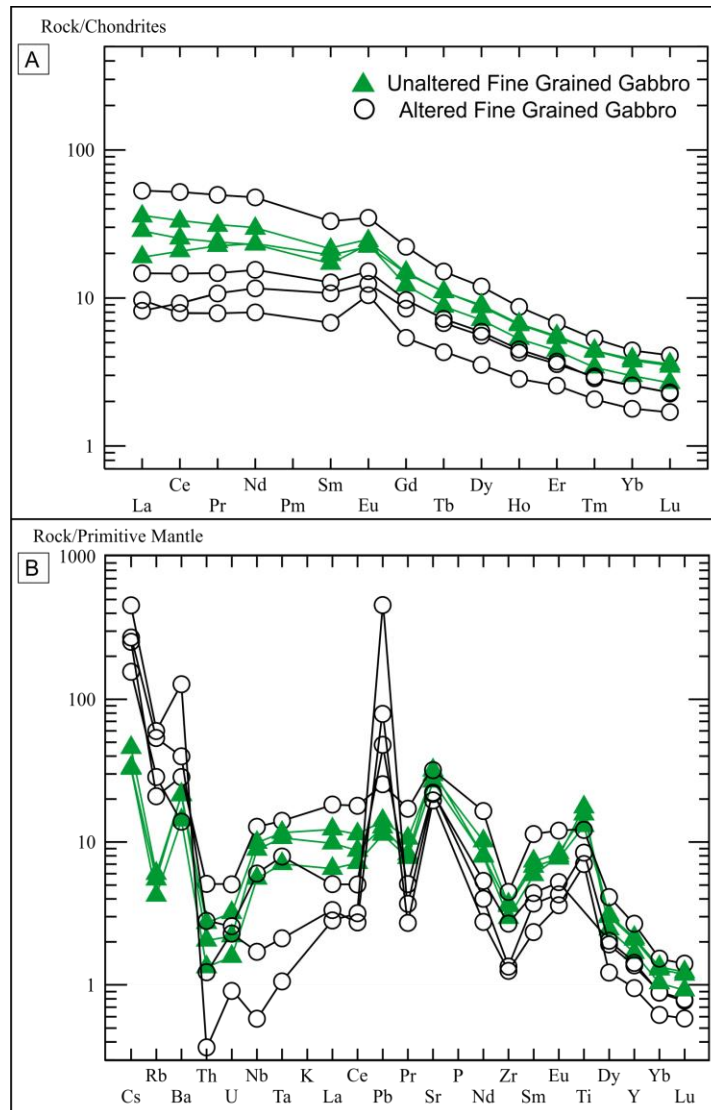 Rock/Chondrites
A
Unaltered Fine Grained Gabbro
Altered Fine Grained Gabbro
100
10
1
Ce Nd Sm Gd Dy Er Yb
La Pr Pm Eu Tb Ho Tm Lu
Rock/Primitive Mantle
B
1000
100
10
1
Rb Th Nb K Ce Pr P Zr Eu Dy Yb
Cs Ba U Ta La Pb Sr Nd Sm Ti Y Lu